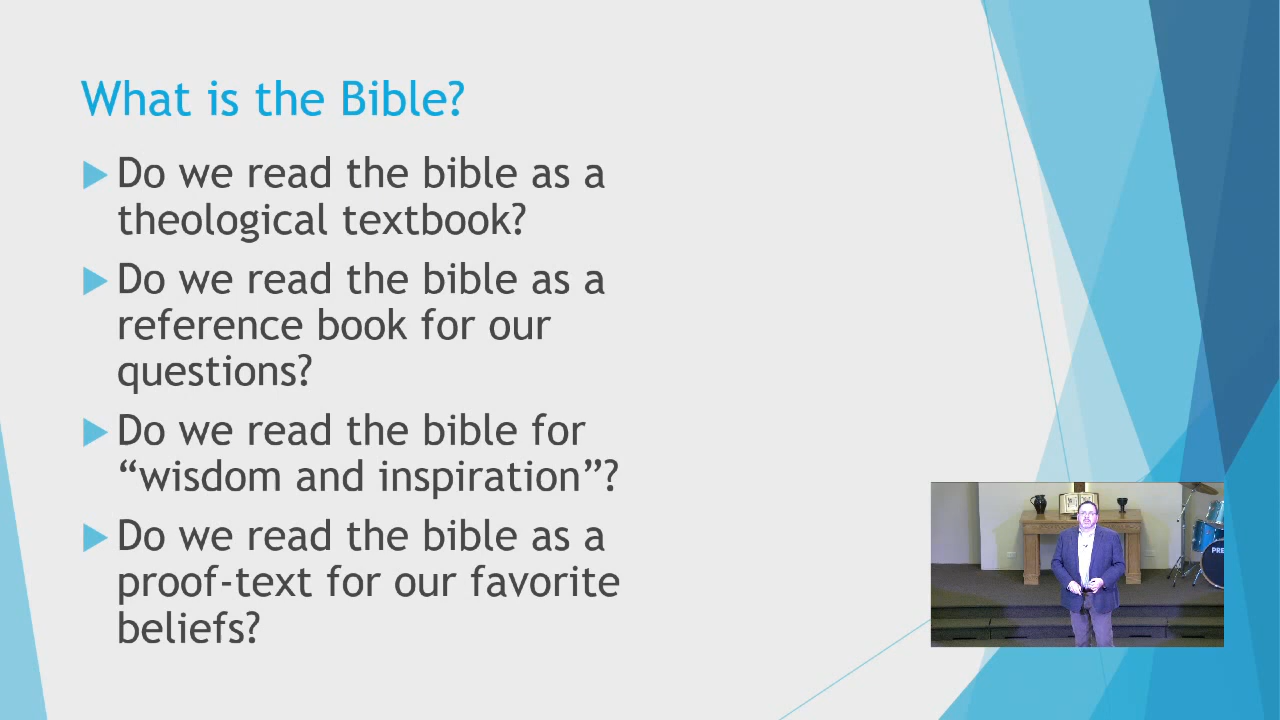 What is the Bible?
Do we read the bible as a
theological textbook?
Do we read the bible as a
reference book for our
questions?
Do we read the bible for
“wisdom and inspiration”?
Do we read the bible as a
proof-text for our favorite
beliefs?